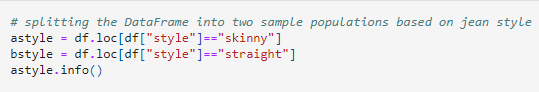 # splitting the DataFrame into two sample populations based on jean style
astyle = df.loc[df["style"]=="skinny"]
bstyle = df.loc[df["style"]=="straight"]
astyle.info()